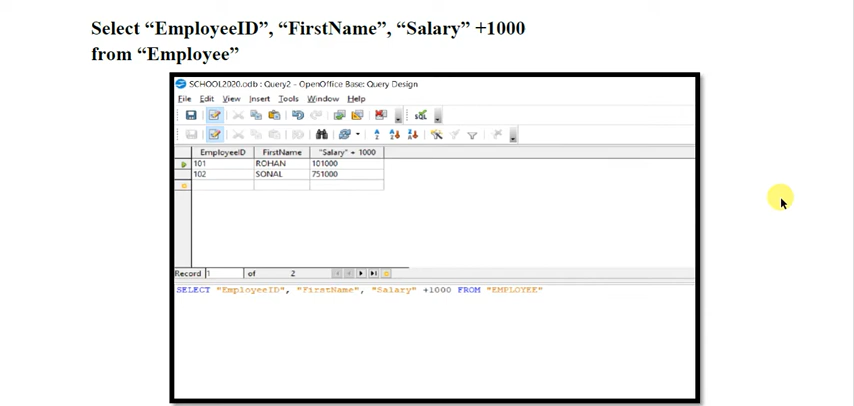 Select “EmployeeID”, “FirstName”, “Salary” +1000
from “Employee”
SCHOOL2020.odb : Query2 - OpenOffice Base: Query Design
File Edit View Insert Tools Window Help
EmployeeID FirstName "Salary" + 1000
101 ROHAN 101000
102 SONAL 751000
Record 1 of 2
SELECT "EmployeeID", "FirstName", "Salary" +1000 FROM "EMPLOYEE"